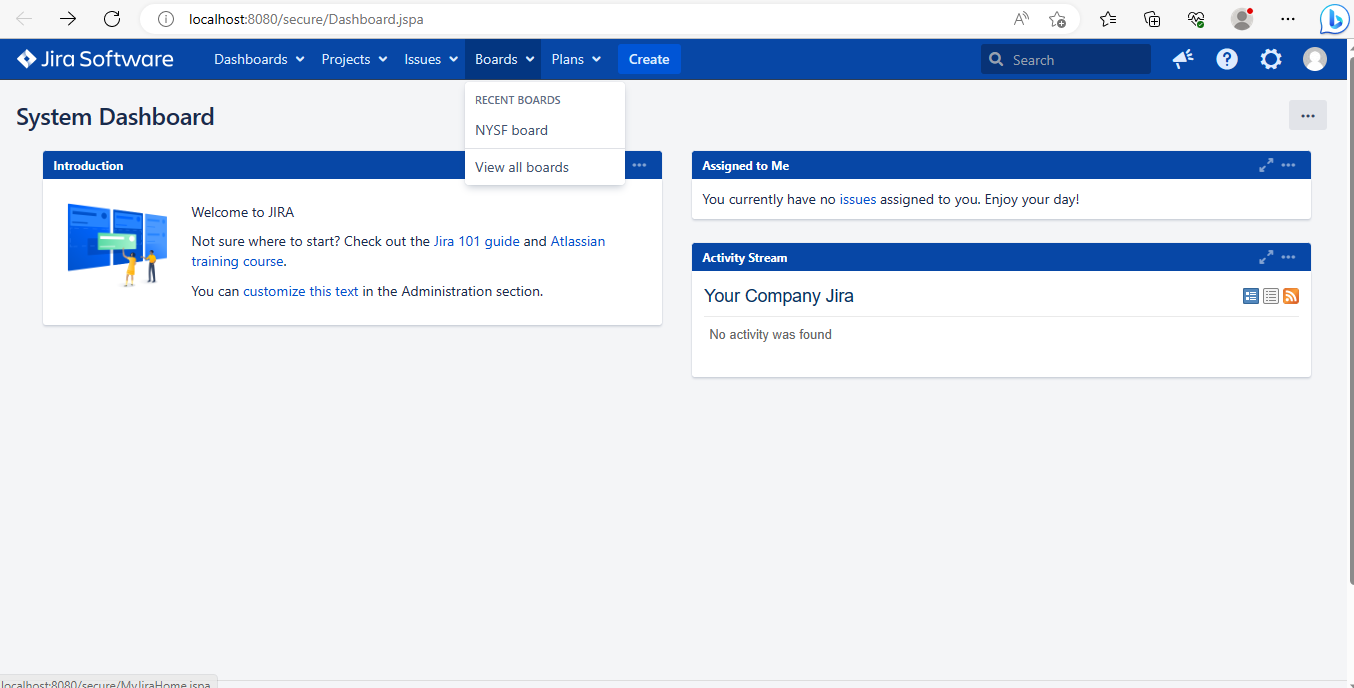 localhost:8080/secure/Dashboard.jspa
Jira Software Dashboards Projects Issues Boards Plans Create Search
RECENT BOARDS
NYSF board
View all boards
System Dashboard
Introduction
Welcome to JIRA
Not sure where to start? Check out the Jira 101 guide and Atlassian
training course.
You can customize this text in the Administration section.
Assigned to Me
You currently have no issues assigned to you. Enjoy your day!
Activity Stream
Your Company Jira
No activity was found
localhost:8080/secure/MyJiraHome.jspa